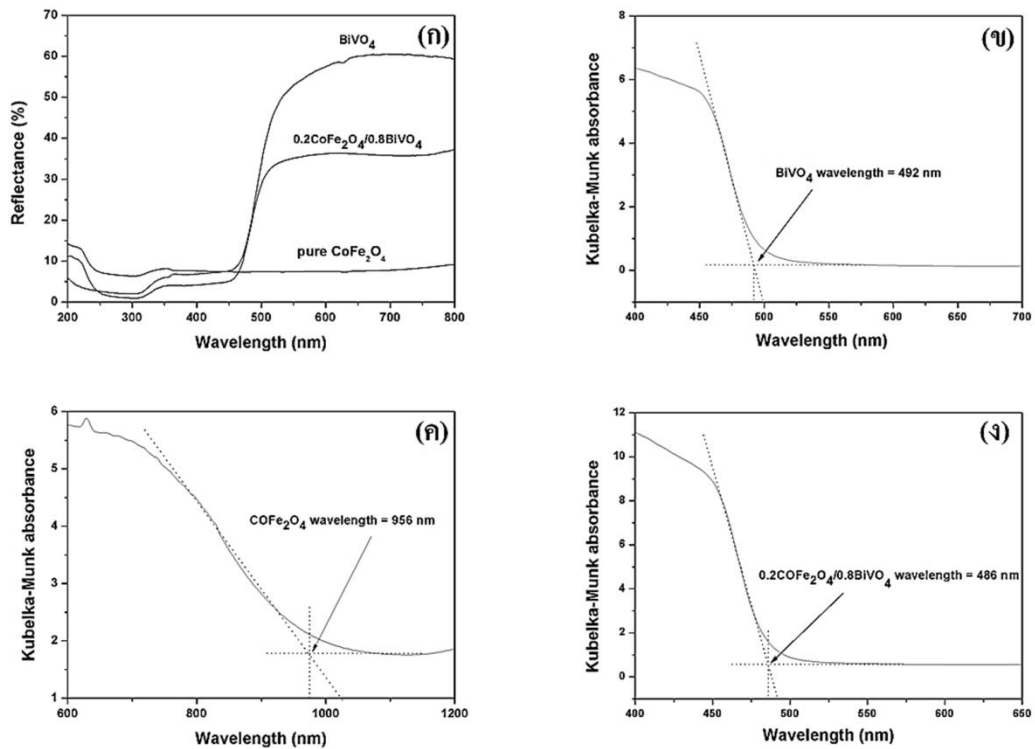 (ก)
70
60
50
40
30
20
10
0
Reflectance (%)
BiVO4
0.2CoFe2O4/0.8BiVO4
pure CoFe2O4
200 300 400 500 600 700 800
Wavelength (nm)
(ข)
8
6
4
2
0
Kubelka-Munk absorbance
BiVO4 wavelength = 492 nm
400 450 500 550 600 650 700
Wavelength (nm)
(ค)
6
5
4
3
2
1
Kubelka-Munk absorbance
COFe2O4 wavelength = 956 nm
600 800 1000 1200
Wavelength (nm)
(ง)
12
10
8
6
4
2
0
Kubelka-Munk absorbance
0.2COFe2O4/0.8BiVO4 wavelength = 486 nm
400 450 500 550 600 650
Wavelength (nm)